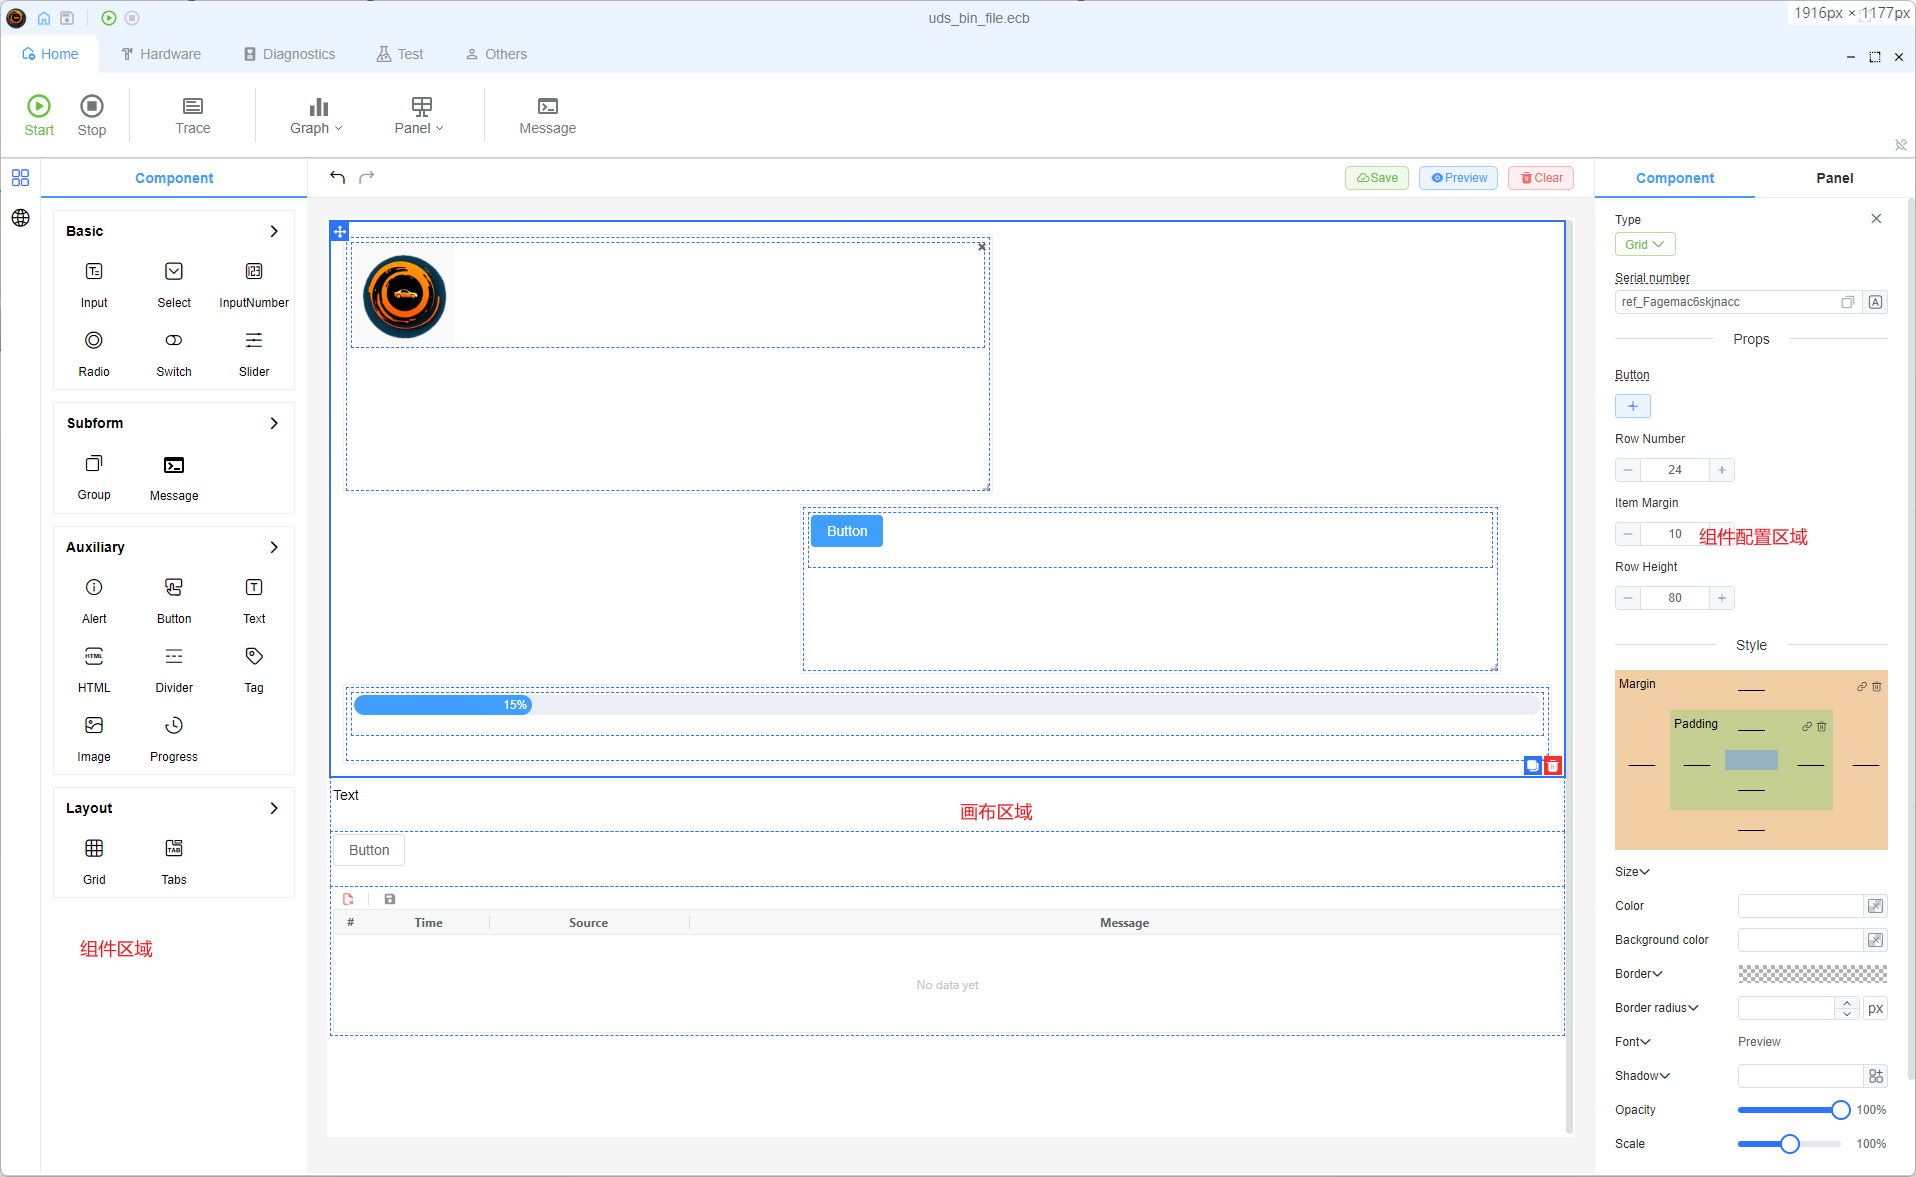 uds_bin_file.ecb
1916px × 1177px
Home
Hardware
Diagnostics
Test
Others
Start
Stop
Trace
Graph
Panel
Message
Component
Save
Preview
Clear
Component
Panel
Basic
Input
Select
InputNumber
Radio
Switch
Slider
Subform
Group
Message
Auxiliary
Alert
Button
Text
HTML
HTML
Divider
Tag
Image
Progress
Layout
TAB
Grid
Tabs
组件区域
Button
15%
Text
画布区域
Button
#
Time
Source
Message
No data yet
Type
Grid
Serial number
ref_Fagemac6skjnacc
A
Props
Button
Row Number
24
Item Margin
10
组件配置区域
Row Height
80
Style
Margin
Padding
Size
Color
Background color
Border
Border radius
px
Font
Preview
Shadow
Opacity
100%
Scale
100%